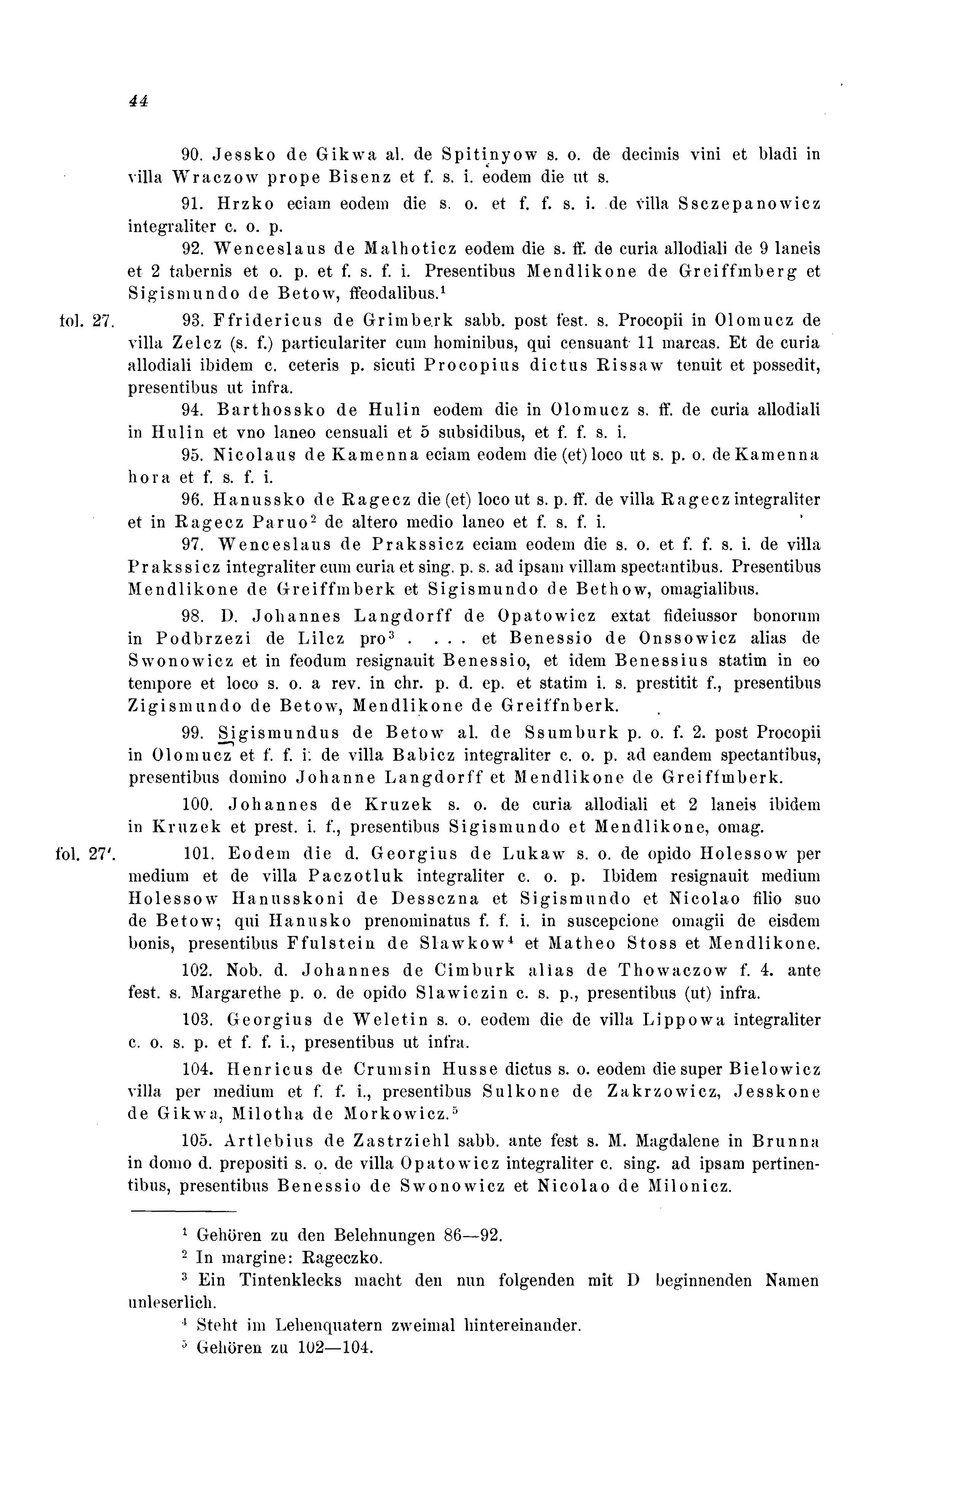 44
90. Jessko de Gikwa al. de Spitinyow s. o. de decimis vini et bladi in
villa Wraczow prope Bisenz et f. s. i. eodem die ut s.
91. Hrzko eciam eodem die s. o. et f. f. s. i. de villa Ssczepanowicz
integraliter c. o. p.
92. Wenceslaus de Malhoticz eodem die s. ff. de curia allodiali de 9 laneis
et 2 tabernis et o. p. et f. s. f. i. Presentibus Mendlikone de Greiffmberg et
Sigismundo de Betow, ffeodalibus.¹
fol. 27. 93. Ffridericus de Grimberk sabb. post fest. s. Procopii in Olomucz de
villa Zelcz (s. f.) particulariter cum hominibus, qui censuant 11 marcas. Et de curia
allodiali ibidem c. ceteris p. sicuti Procopius dictus Rissaw tenuit et possedit,
presentibus ut infra.
94. Barthossko de Hulin eodem die in Olomucz s. ff. de curia allodiali
in Hulin et vno laneo censuali et 5 subsidibus, et f. f. s. i.
95. Nicolaus de Kamenna eciam eodem die (et) loco ut s. p. o. de Kamenna
hora et f. s. f. i.
96. Hanussko de Ragecz die (et) loco ut s. p. ff. de villa Ragecz integraliter
et in Ragecz Paruo² de altero medio laneo et f. s. f. i.
97. Wenceslaus de Prakssicz eciam eodem die s. o. et f. f. s. i. de villa
Prakssicz integraliter cum curia et sing. p. s. ad ipsam villam spectantibus. Presentibus
Mendlikone de Greiffmberk et Sigismundo de Bethow, omagialibus.
98. D. Johannes Langdorff de Opatowicz extat fideiussor bonorum
in Podbrzezi de Lilcz pro³ . . . . et Benessio de Onssowicz alias de
Swonowicz et in feodum resignauit Benessio, et idem Benessius statim in eo
tempore et loco s. o. a rev. in chr. p. d. ep. et statim i. s. prestitit f., presentibus
Zigismundo de Betow, Mendlikone de Greiffnberk.
99. Sigismundus de Betow al. de Ssumburk p. o. f. 2. post Procopii
in Olomucz et f. f. i. de villa Babicz integraliter c. o. p. ad eandem spectantibus,
presentibus domino Johanne Langdorff et Mendlikone de Greiffmberk.
100. Johannes de Kruzek s. o. de curia allodiali et 2 laneis ibidem
in Kruzek et prest. i. f., presentibus Sigismundo et Mendlikone, omag.
fol. 27'. 101. Eodem die d. Georgius de Lukaw s. o. de opido Holessow per
medium et de villa Paczotluk integraliter c. o. p. Ibidem resignauit medium
Holessow Hanusskoni de Dessczna et Sigismundo et Nicolao filio suo
de Betow; qui Hanusko prenominatus f. f. i. in suscepcione omagii de eisdem
bonis, presentibus Ffulstein de Slawkow⁴ et Matheo Stoss et Mendlikone.
102. Nob. d. Johannes de Cimburk alias de Thowaczow f. 4. ante
fest. s. Margarethe p. o. de opido Slawiczin c. s. p., presentibus (ut) infra.
103. Georgius de Weletin s. o. eodem die de villa Lippowa integraliter
c. o. s. p. et f. f. i., presentibus ut infra.
104. Henricus de Crumsin Husse dictus s. o. eodem die super Bielowicz
villa per medium et f. f. i., presentibus Sulkone de Zakrzowicz, Jesskone
de Gikwa, Milotha de Morkowicz.⁵
105. Artlebius de Zastrziehl sabb. ante fest s. M. Magdalene in Brunna
in domo d. prepositi s. o. de villa Opatowicz integraliter c. sing. ad ipsam pertinen-
tibus, presentibus Benessio de Swonowicz et Nicolao de Milonicz.
¹ Gehören zu den Belehnungen 86—92.
² In margine: Rageczko.
³ Ein Tintenklecks macht den nun folgenden mit D beginnenden Namen
unleserlich.
⁴ Steht im Lehenquatern zweimal hintereinander.
⁵ Gehören zu 102—104.